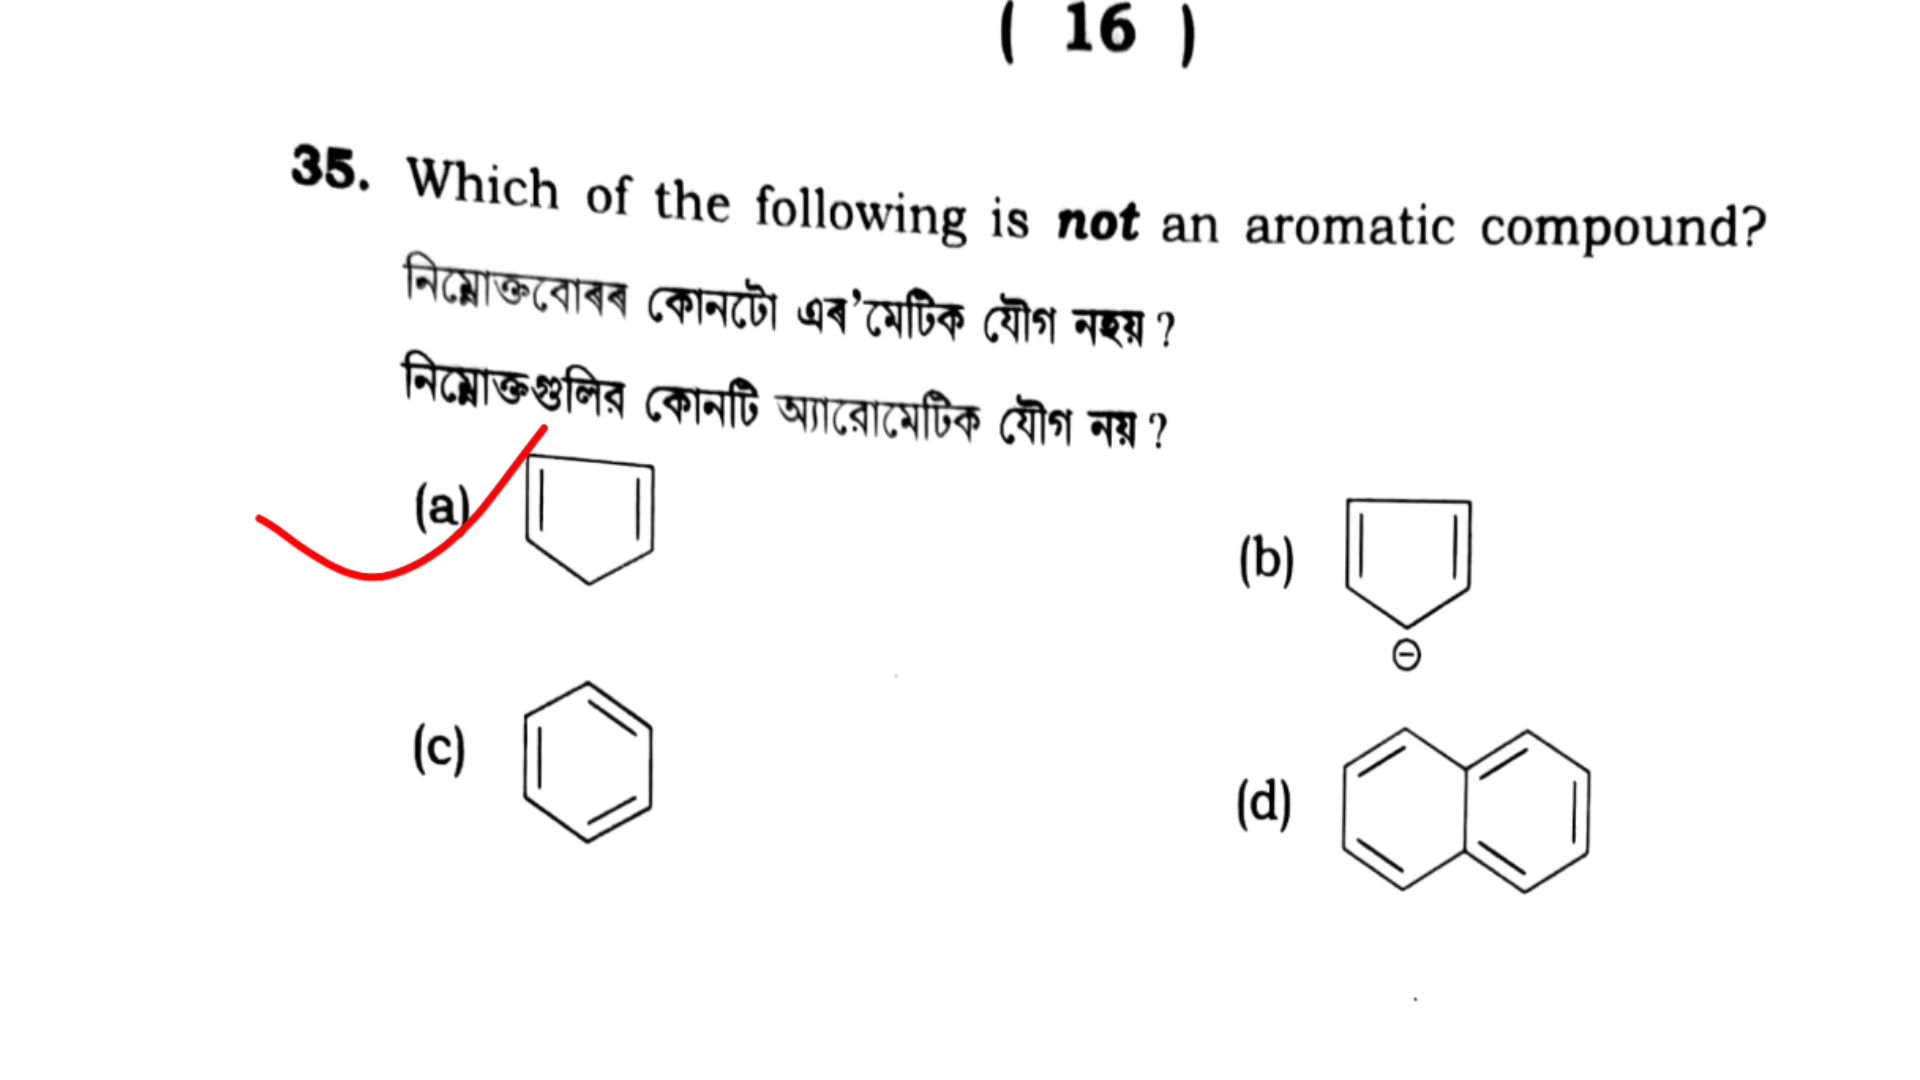 ( 16 )
35. Which of the following is not an aromatic compound?
নিম্নোক্তবোৰৰ কোনটো এৰ'মেটিক যৌগ নহয় ?
নিম্নোক্তগুলির কোনটি অ্যারোমেটিক যৌগ নয় ?
(a)
(b)
⊖
(c)
(d)